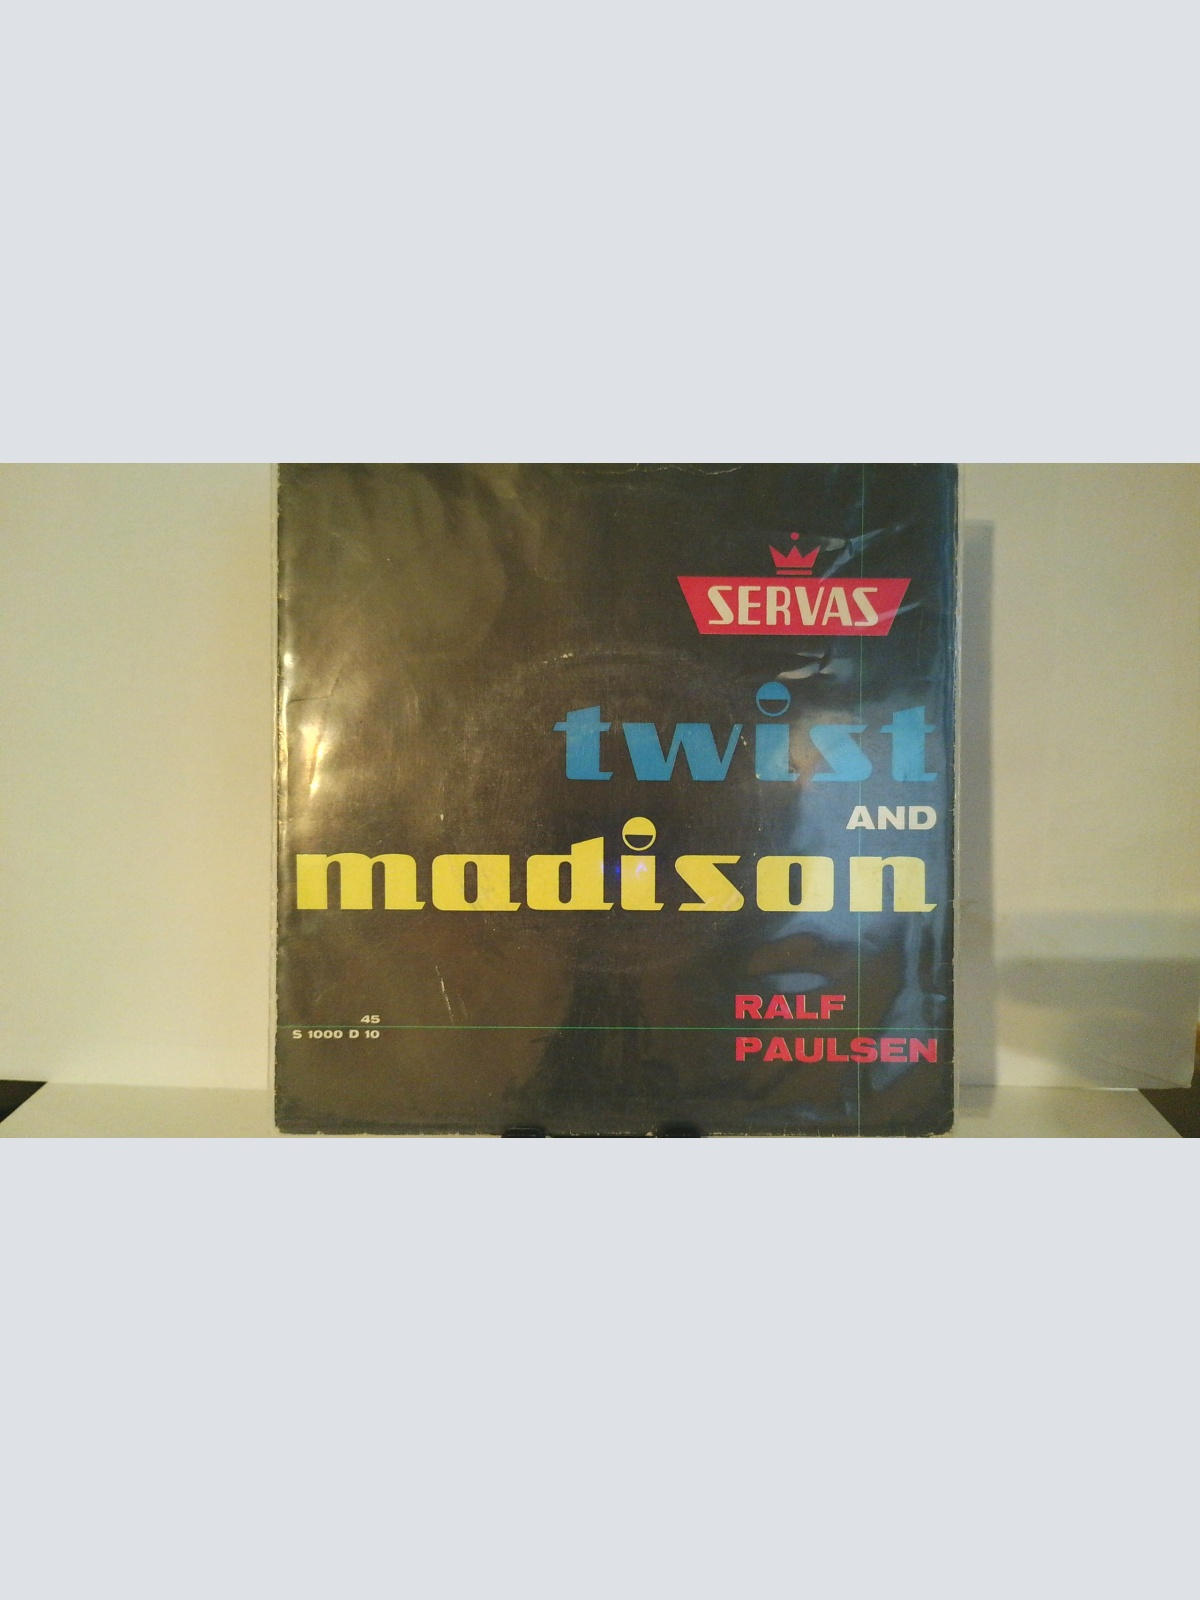 SERVAS
twist
AND
madison
RALF
PAULSEN
45
S 1000 D 10